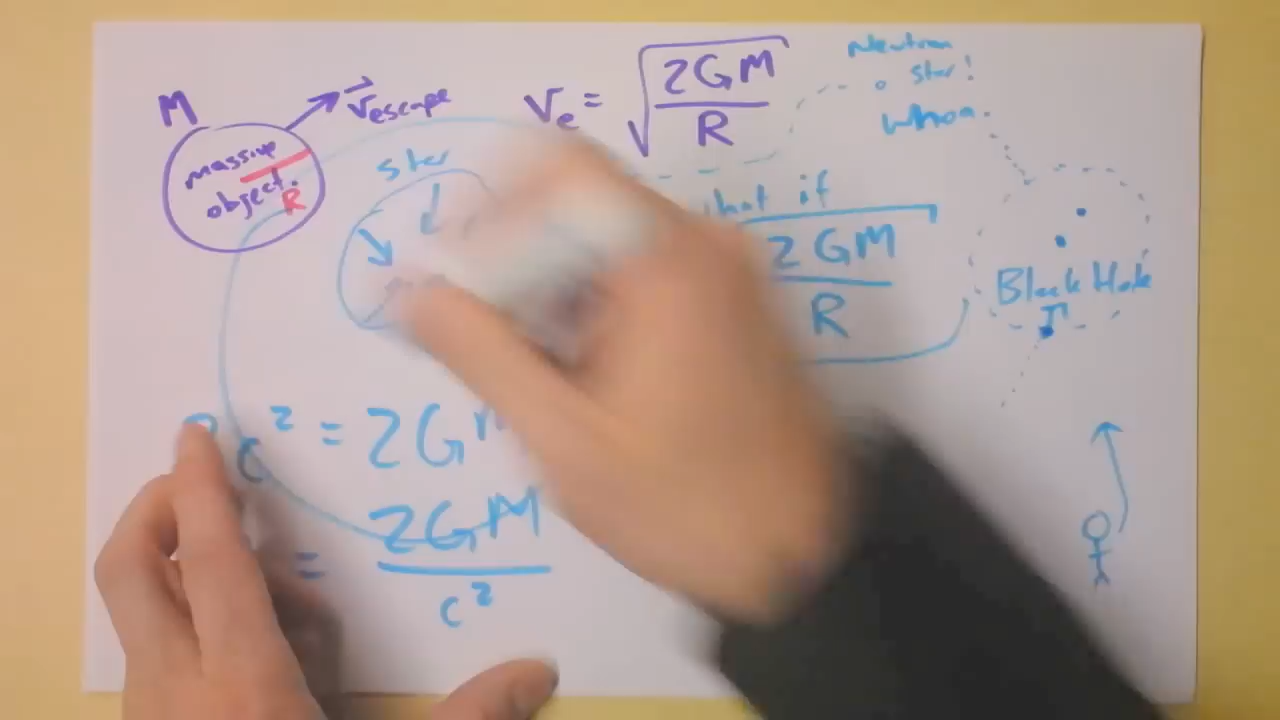 M
massive
object.
R
v⃗escape
vₑ = √(2GM/R)
Neutron
star!
Whoa.
star
what if
2GM
R
Black Hole
c² = 2G
= 2GM
c²